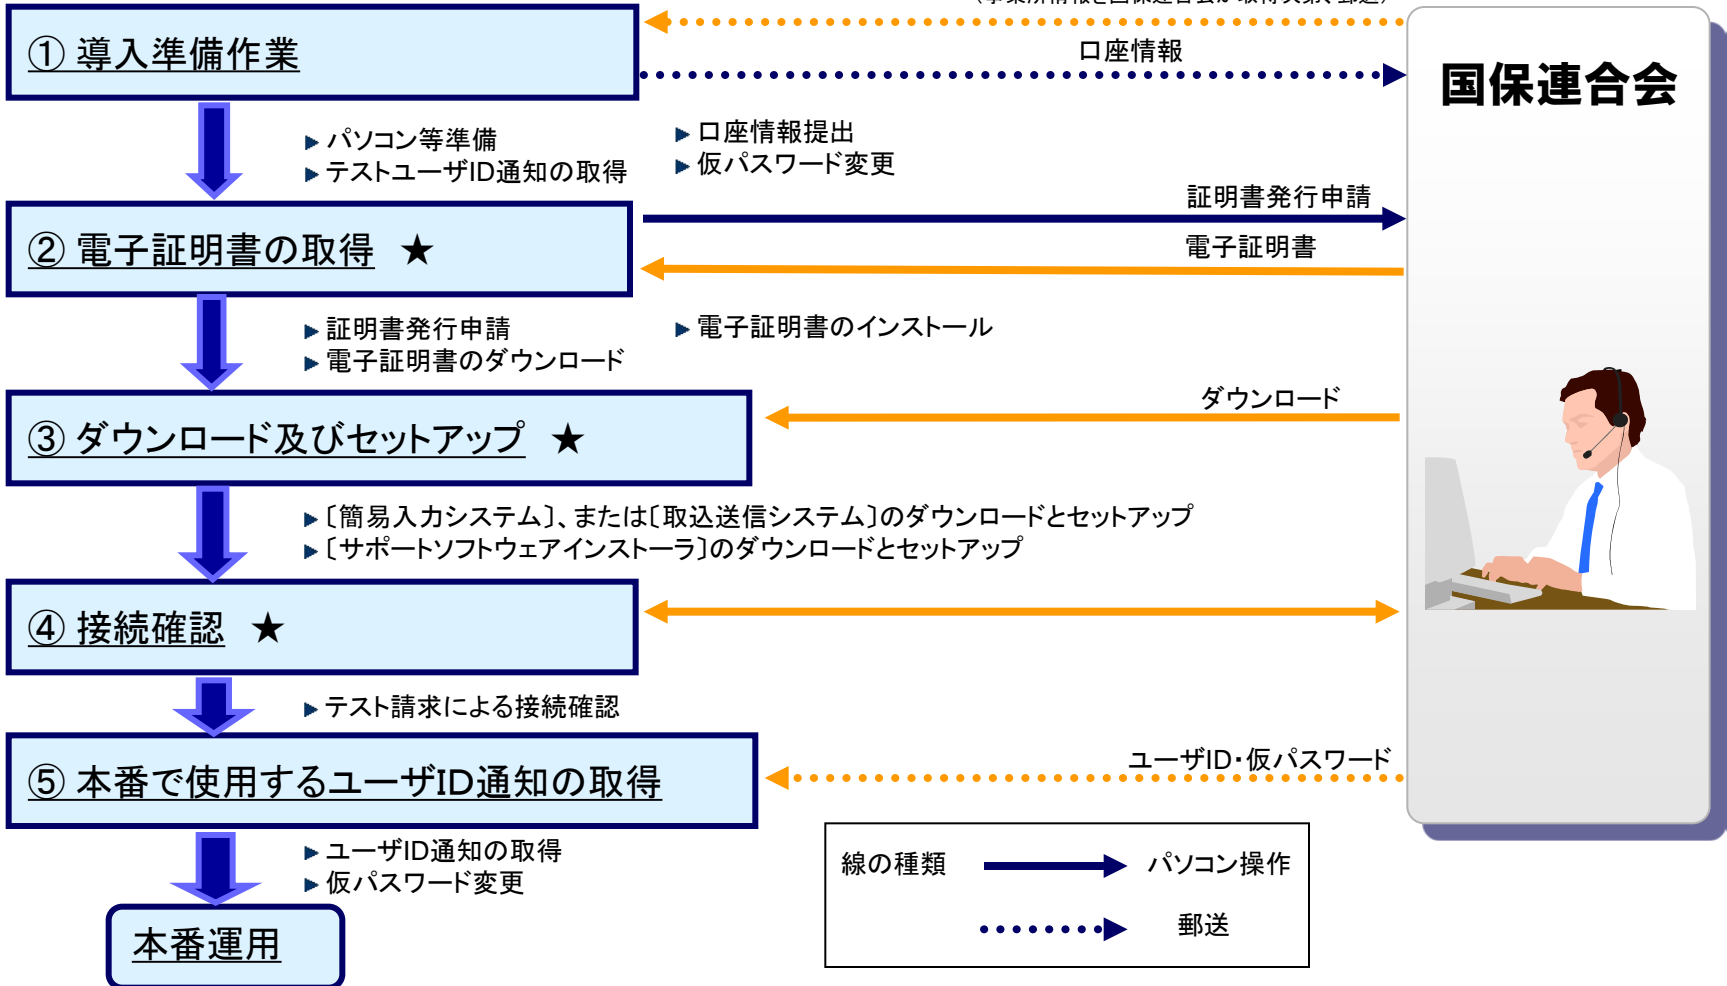 ① 導入準備作業
口座情報
国保連合会
▶ パソコン等準備
▶ テストユーザID通知の取得
▶ 口座情報提出
▶ 仮パスワード変更
証明書発行申請
② 電子証明書の取得 ★
電子証明書
▶ 証明書発行申請
▶ 電子証明書のダウンロード
▶ 電子証明書のインストール
ダウンロード
③ ダウンロード及びセットアップ ★
▶ 〔簡易入力システム〕、または〔取込送信システム〕のダウンロードとセットアップ
▶ 〔サポートソフトウェアインストーラ〕のダウンロードとセットアップ
④ 接続確認 ★
▶ テスト請求による接続確認
ユーザID・仮パスワード
⑤ 本番で使用するユーザID通知の取得
▶ ユーザID通知の取得
▶ 仮パスワード変更
線の種類 パソコン操作
郵送
本番運用